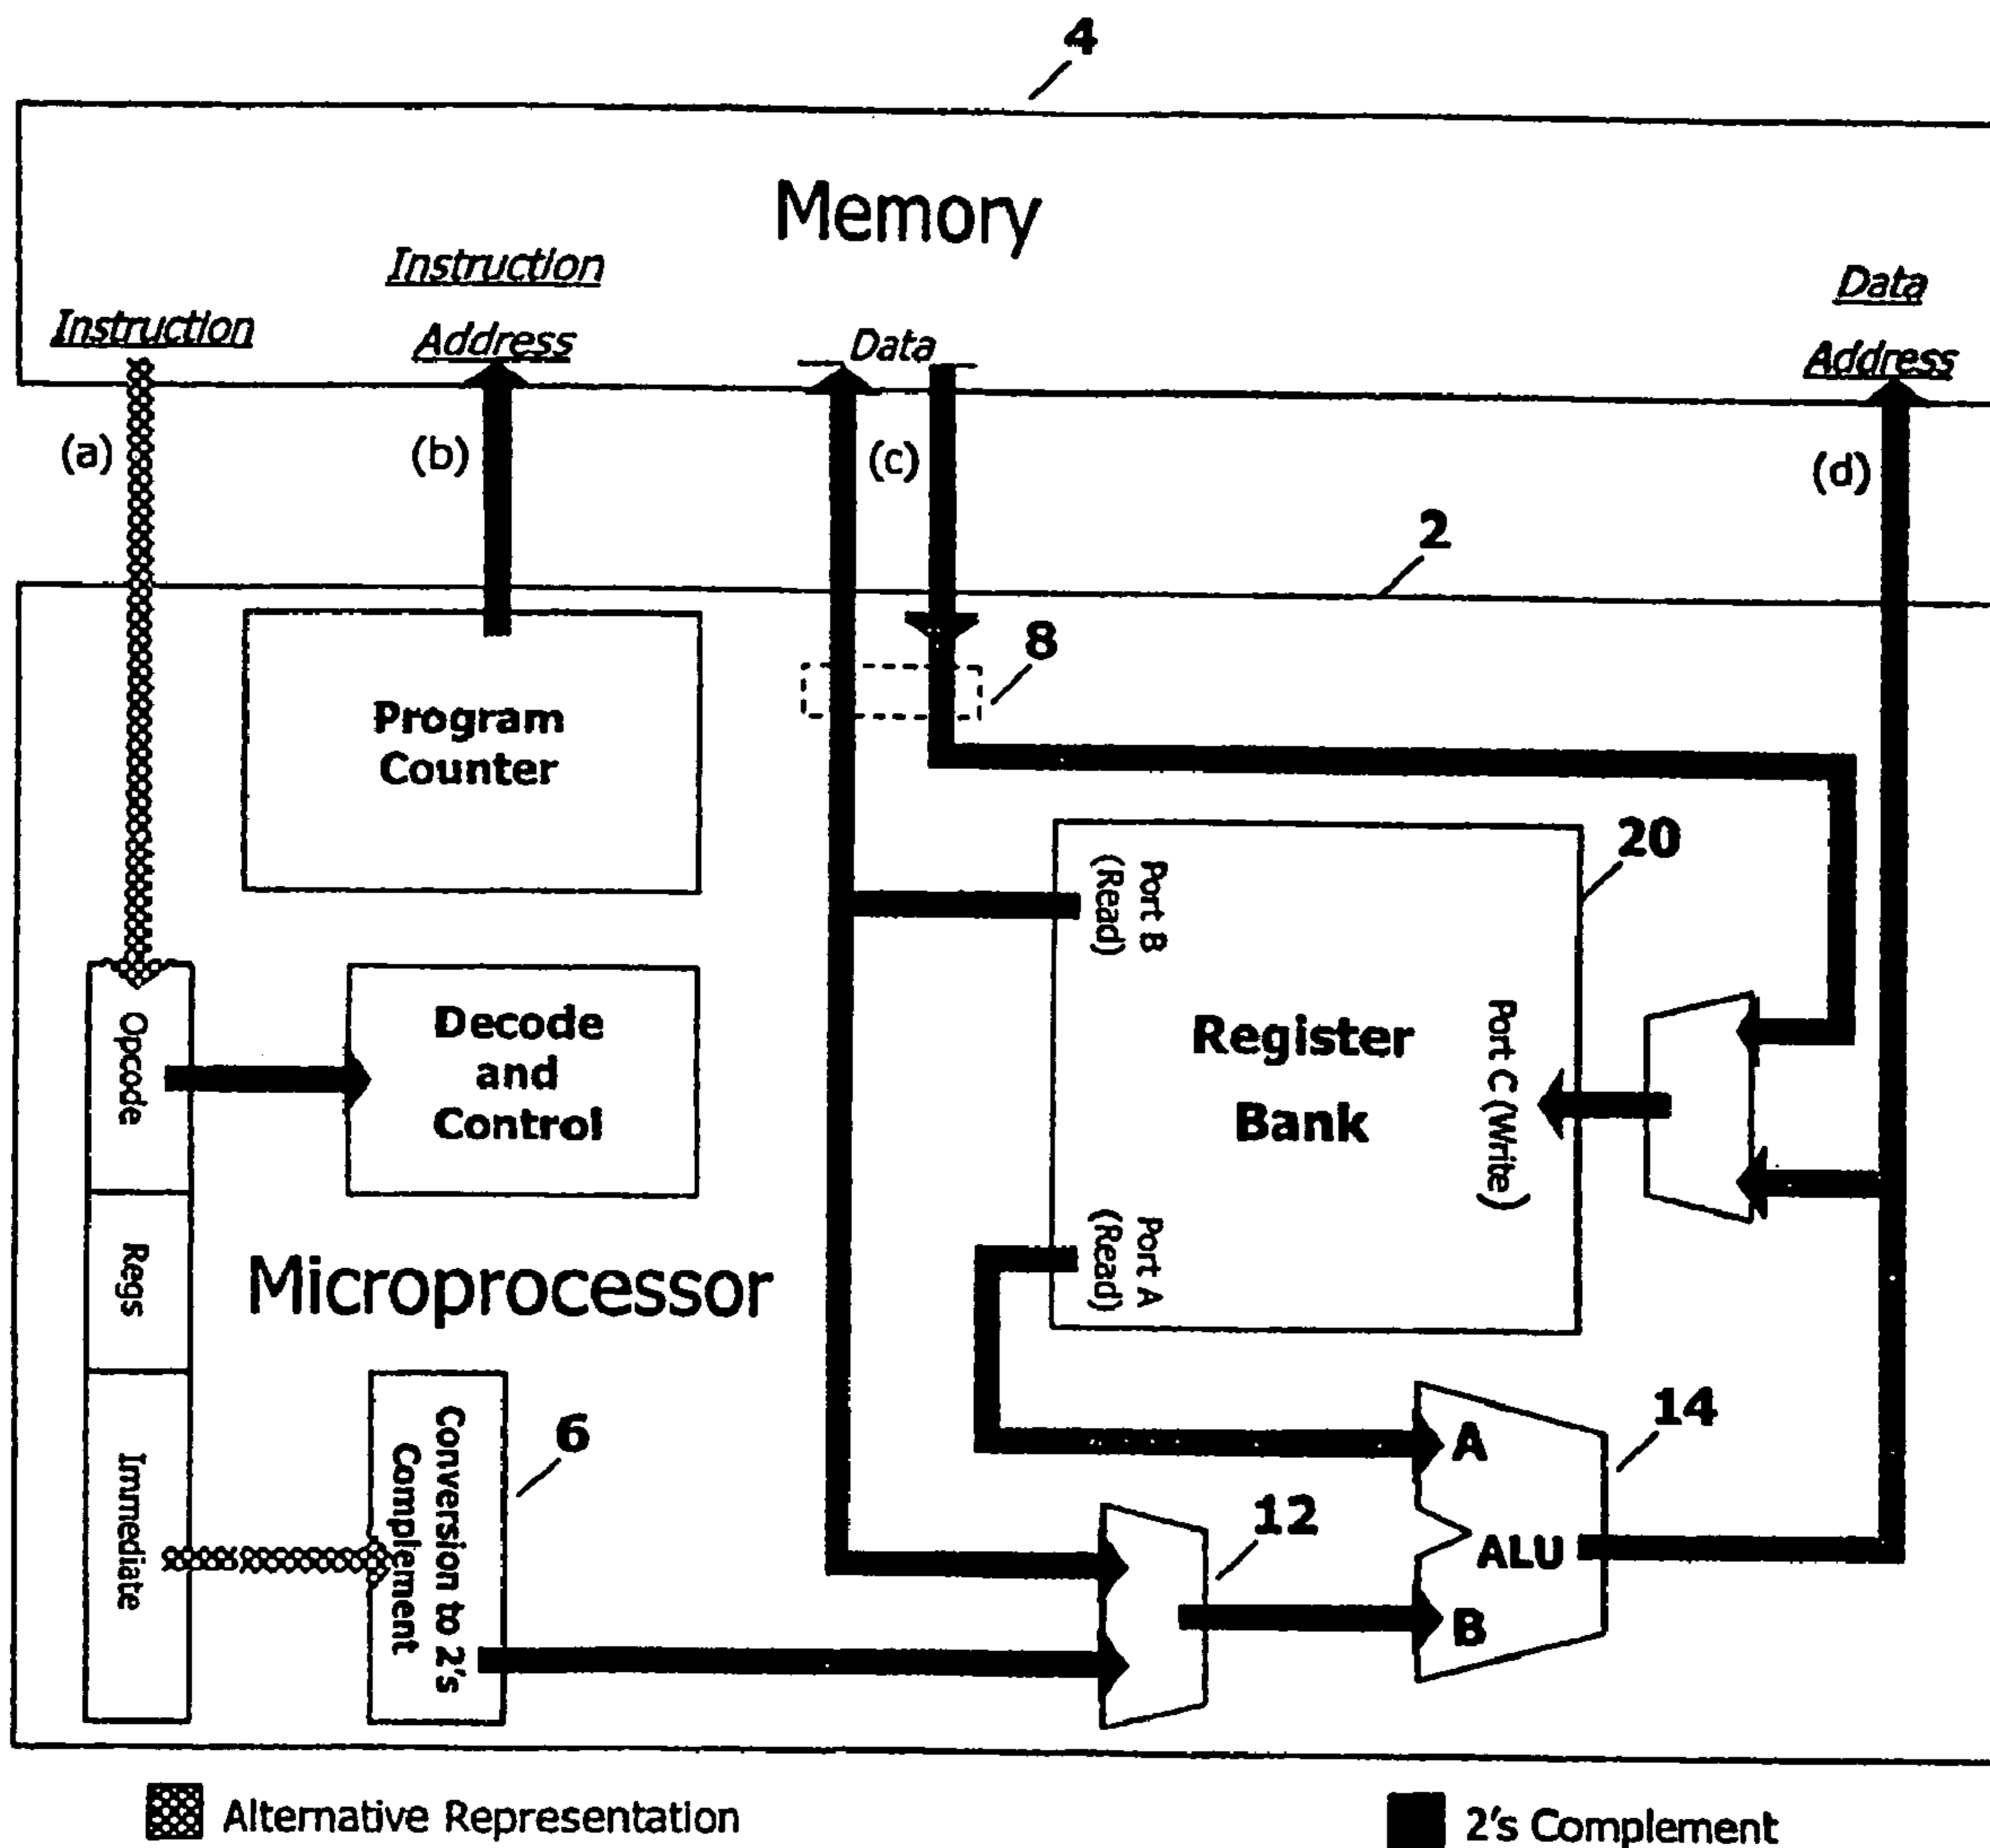 4
Memory
Instruction
Address
Instruction
Data
Data
Address
(a)
(b)
(c)
(d)
2
8
Program
Counter
20
Port B
(Read)
Opcode
Decode
and
Control
Register
Bank
Port C (Write)
Regs
Microprocessor
Port A
(Read)
14
Immediate
Conversion to 2's
Complement
6
A
12
ALU
B
Alternative Representation
2's Complement